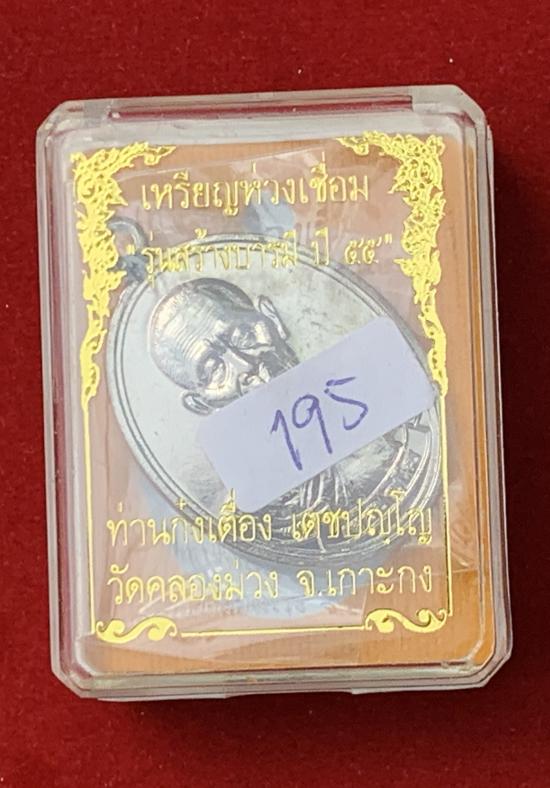 เหรียญห่วงเชื่อม
"รุ่นสร้างบารมี ปี ๕๕"
195
ท่านก๋งเตื่อง เตชปญฺโญ
วัดคลองม่วง จ.เกาะกง